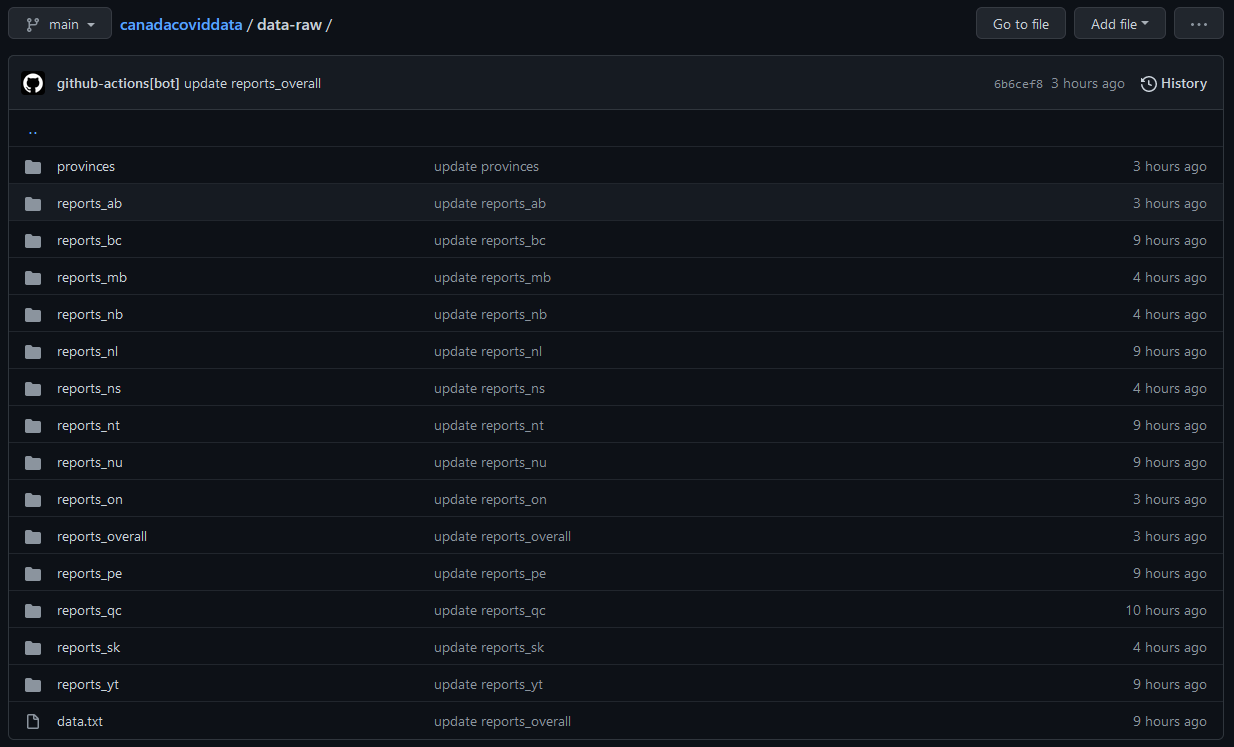 main canadacoviddata / data-raw / Go to file Add file ...
github-actions[bot] update reports_overall 6b6cef8 3 hours ago History
..
provinces update provinces 3 hours ago
reports_ab update reports_ab 3 hours ago
reports_bc update reports_bc 9 hours ago
reports_mb update reports_mb 4 hours ago
reports_nb update reports_nb 4 hours ago
reports_nl update reports_nl 9 hours ago
reports_ns update reports_ns 4 hours ago
reports_nt update reports_nt 9 hours ago
reports_nu update reports_nu 9 hours ago
reports_on update reports_on 3 hours ago
reports_overall update reports_overall 3 hours ago
reports_pe update reports_pe 9 hours ago
reports_qc update reports_qc 10 hours ago
reports_sk update reports_sk 4 hours ago
reports_yt update reports_yt 9 hours ago
data.txt update reports_overall 9 hours ago